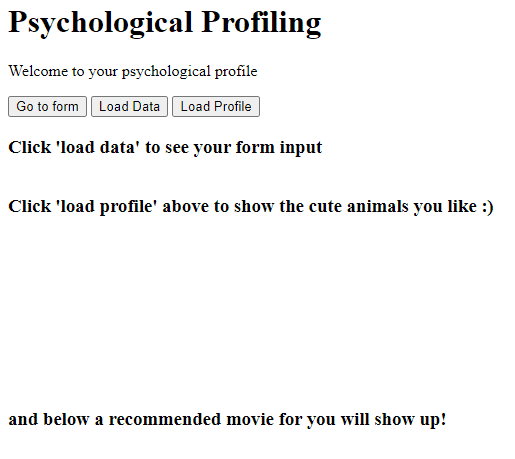 Psychological Profiling
Welcome to your psychological profile
Go to form Load Data Load Profile
Click 'load data' to see your form input
Click 'load profile' above to show the cute animals you like :)
and below a recommended movie for you will show up!